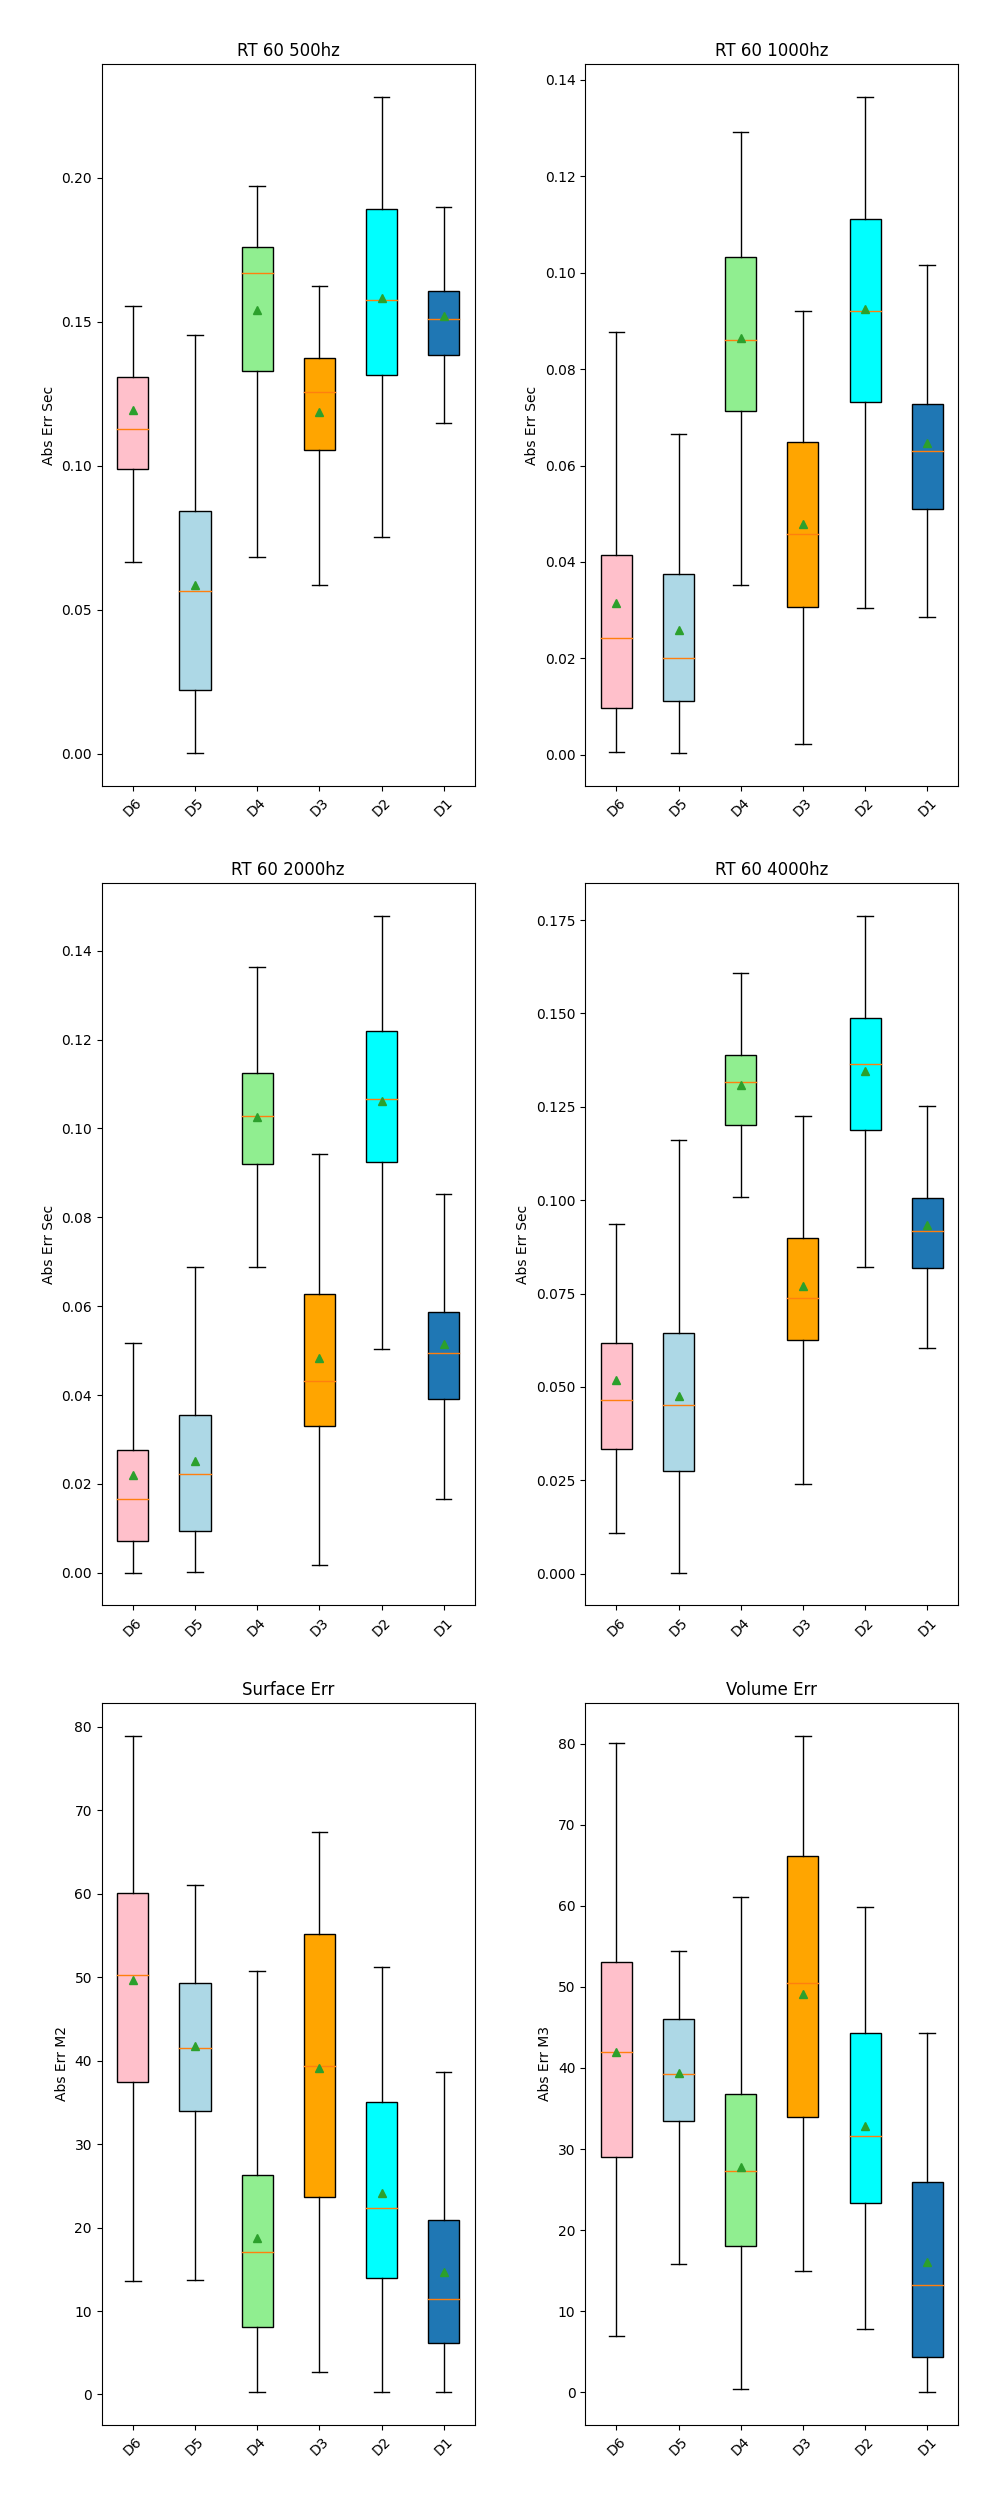 RT 60 500hz
Abs Err Sec
0.20
0.15
0.10
0.05
0.00
D6 D5 D4 D3 D2 D1
RT 60 1000hz
Abs Err Sec
0.14
0.12
0.10
0.08
0.06
0.04
0.02
0.00
D6 D5 D4 D3 D2 D1
RT 60 2000hz
Abs Err Sec
0.14
0.12
0.10
0.08
0.06
0.04
0.02
0.00
D6 D5 D4 D3 D2 D1
RT 60 4000hz
Abs Err Sec
0.175
0.150
0.125
0.100
0.075
0.050
0.025
0.000
D6 D5 D4 D3 D2 D1
Surface Err
Abs Err M2
80
70
60
50
40
30
20
10
0
D6 D5 D4 D3 D2 D1
Volume Err
Abs Err M3
80
70
60
50
40
30
20
10
0
D6 D5 D4 D3 D2 D1